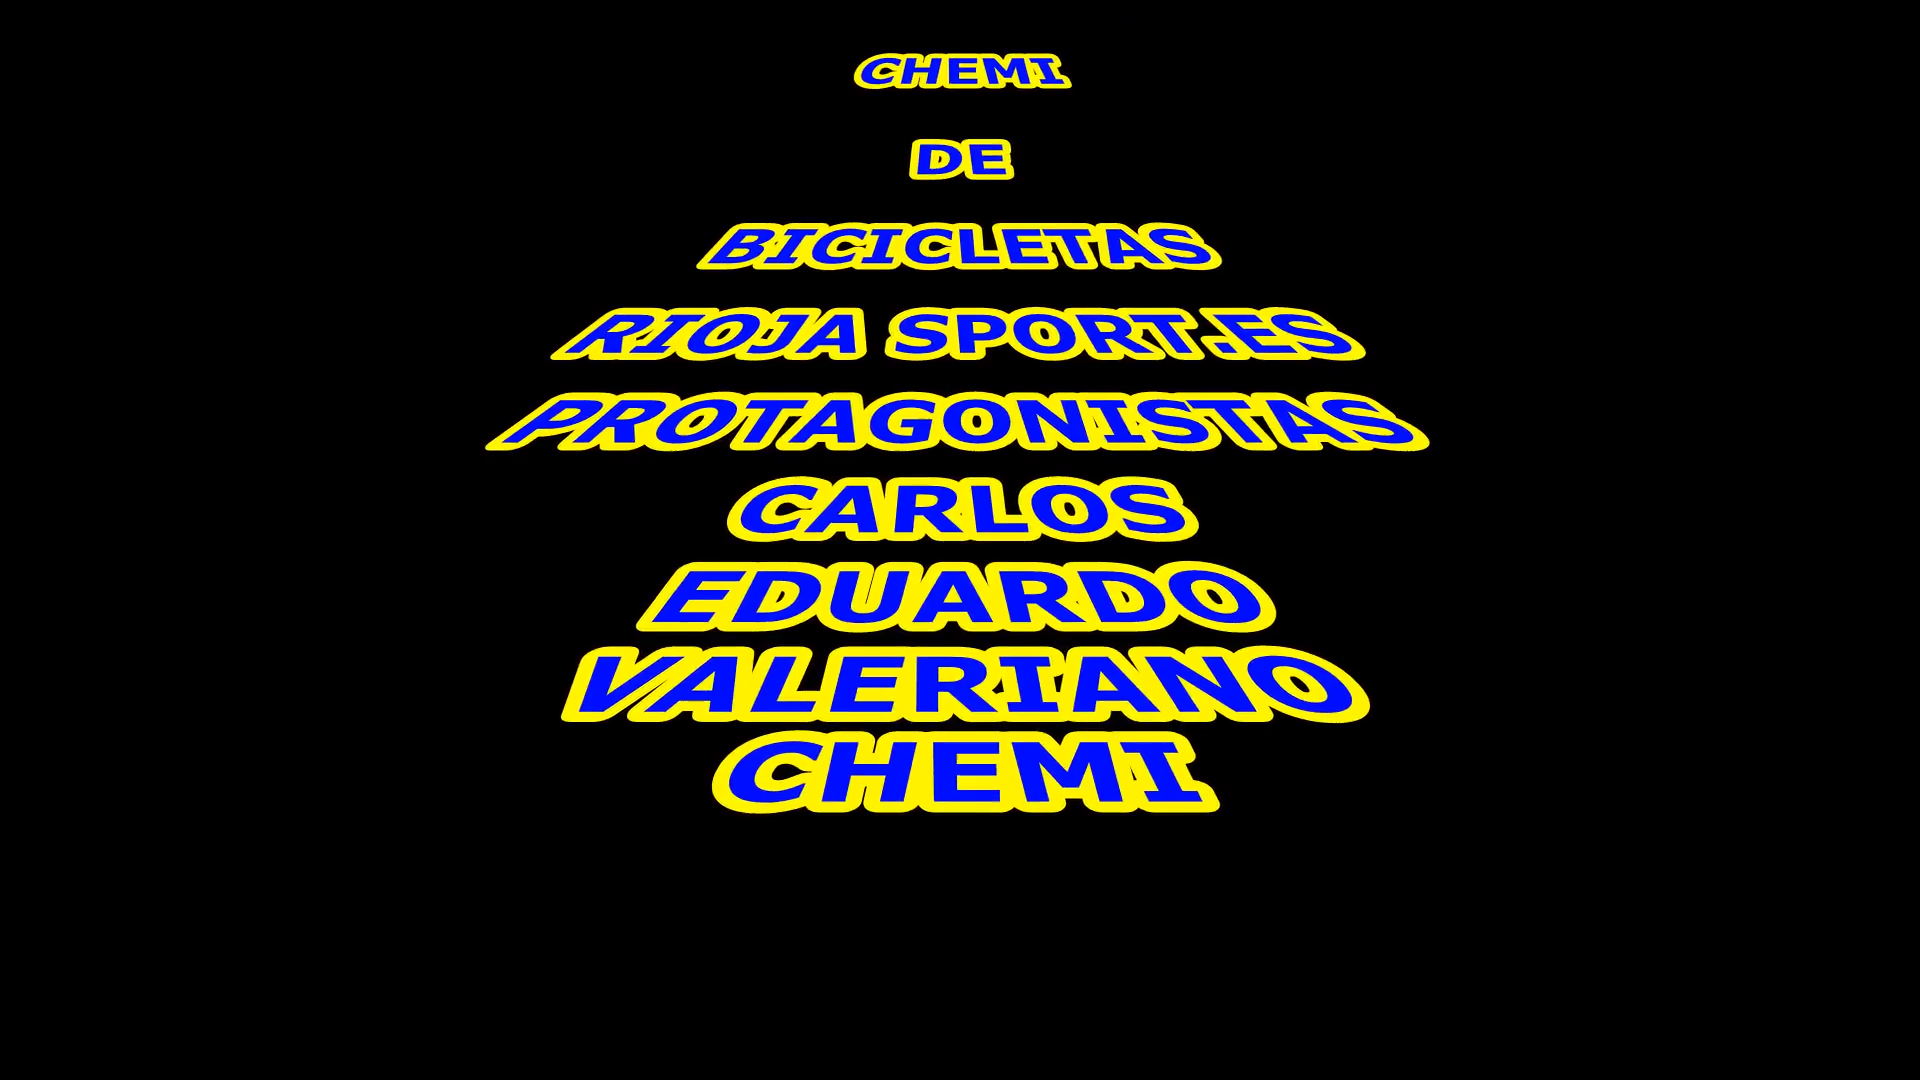 CHEMI
DE
BICICLETAS
RIOJA SPORT.ES
PROTAGONISTAS
CARLOS
EDUARDO
VALERIANO
CHEMI